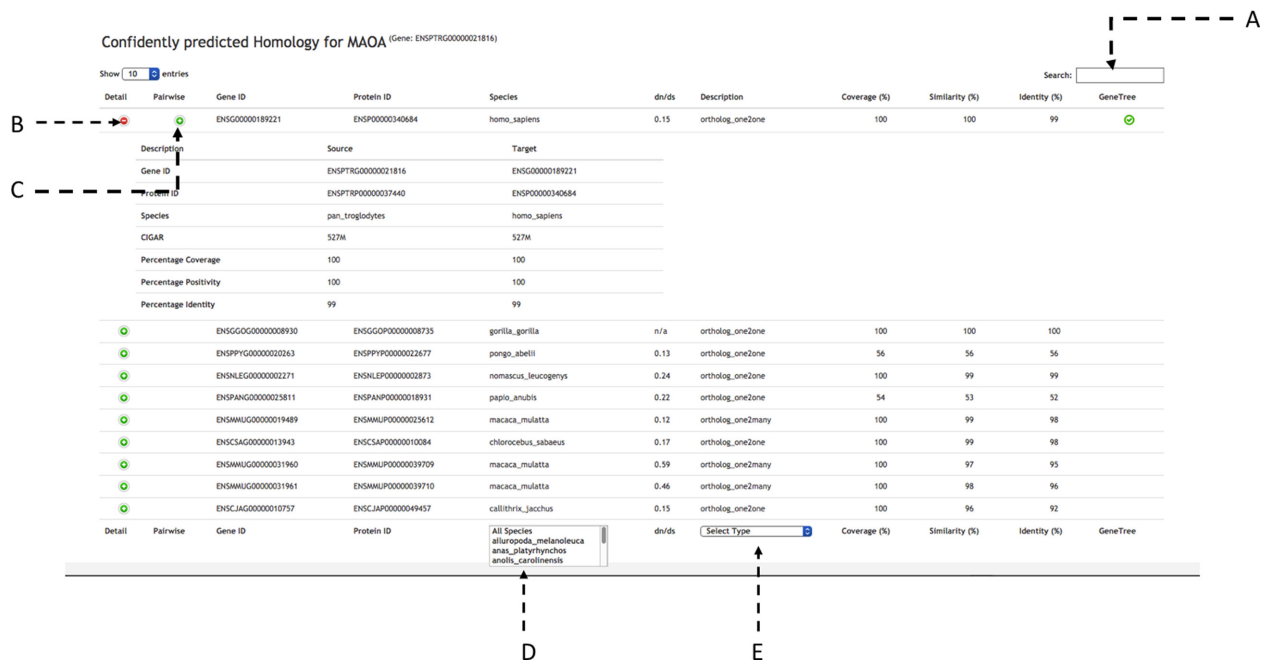 A
Confidently predicted Homology for MAOA (Gene: ENSPTRG00000021816)
Show 10 entries Search:
Detail Pairwise Gene ID Protein ID Species dn/ds Description Coverage (%) Similarity (%) Identity (%) GeneTree
B ENSG00000189221 ENSP00000340684 homo_sapiens 0.15 ortholog_one2one 100 100 99
Description Source Target
Gene ID ENSPTRG00000021816 ENSG00000189221
C Protein ID ENSPTRP00000037440 ENSP00000340684
Species pan_troglodytes homo_sapiens
CIGAR 527M 527M
Percentage Coverage 100 100
Percentage Positivity 100 100
Percentage Identity 99 99
ENSGGOG00000008930 ENSGGOP00000008735 gorilla_gorilla n/a ortholog_one2one 100 100 100
ENSPPYG00000020263 ENSPPYP00000022677 pongo_abelii 0.13 ortholog_one2one 56 56 56
ENSNLEG00000002271 ENSNLEP00000002873 nomascus_leucogenys 0.24 ortholog_one2one 100 99 99
ENSPANG00000025811 ENSPANP00000018931 papio_anubis 0.22 ortholog_one2one 54 53 52
ENSMMUG00000019489 ENSMMUP00000025612 macaca_mulatta 0.12 ortholog_one2many 100 99 98
ENSCSAG00000013943 ENSCSAP00000010084 chlorocebus_sabaeus 0.17 ortholog_one2one 100 99 98
ENSMMUG00000031960 ENSMMUP00000039709 macaca_mulatta 0.59 ortholog_one2many 100 97 95
ENSMMUG00000031961 ENSMMUP00000039710 macaca_mulatta 0.46 ortholog_one2many 100 98 96
ENSCJAG00000010757 ENSCJAP00000049457 callithrix_jacchus 0.15 ortholog_one2one 100 96 92
Detail Pairwise Gene ID Protein ID All Species dn/ds Select Type Coverage (%) Similarity (%) Identity (%) GeneTree
ailuropoda_melanoleuca
anas_platyrhynchos
anolis_carolinensis
D E